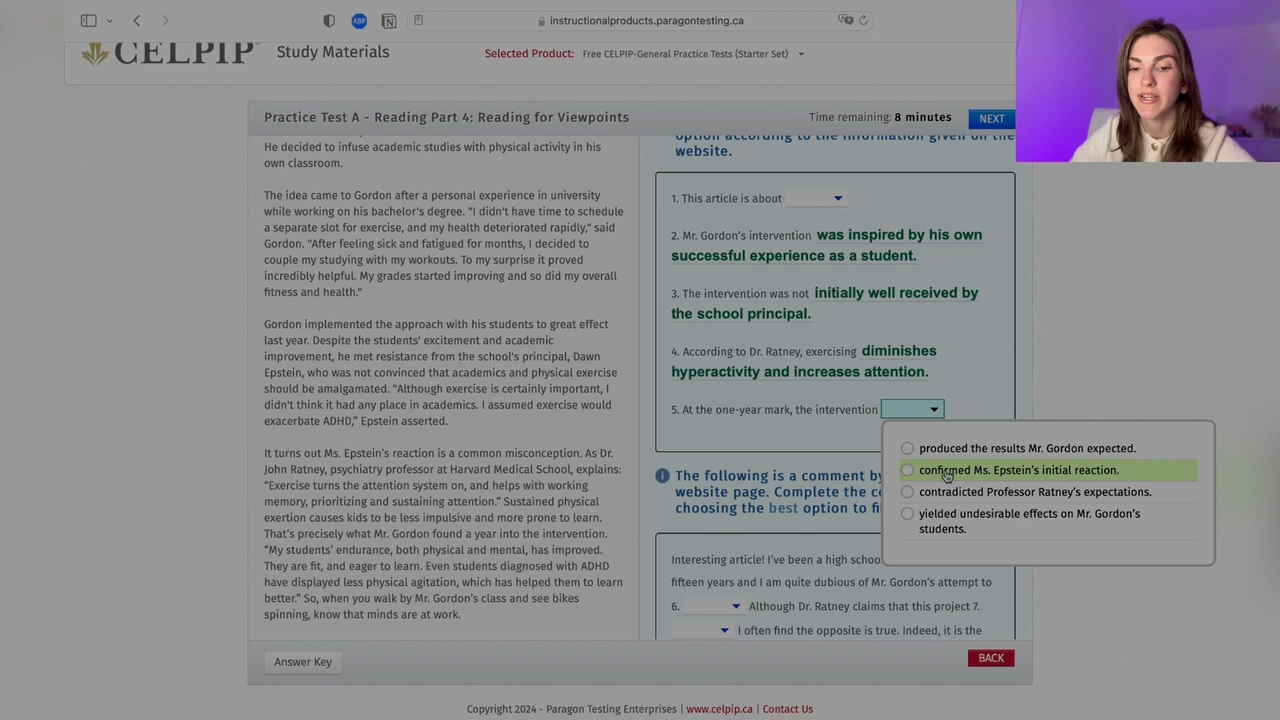 instructionalproducts.paragontesting.ca
ABP
CELPIP
Study Materials
Selected Product: Free CELPIP-General Practice Tests (Starter Set)
Practice Test A - Reading Part 4: Reading for Viewpoints
Time remaining: 8 minutes
NEXT
He decided to infuse academic studies with physical activity in his
own classroom.
The idea came to Gordon after a personal experience in university
while working on his bachelor's degree. "I didn't have time to schedule
a separate slot for exercise, and my health deteriorated rapidly," said
Gordon. "After feeling sick and fatigued for months, I decided to
couple my studying with my workouts. To my surprise it proved
incredibly helpful. My grades started improving and so did my overall
fitness and health."
Gordon implemented the approach with his students to great effect
last year. Despite the students' excitement and academic
improvement, he met resistance from the school's principal, Dawn
Epstein, who was not convinced that academics and physical exercise
should be amalgamated. "Although exercise is certainly important, I
didn't think it had any place in academics. I assumed exercise would
exacerbate ADHD," Epstein asserted.
It turns out Ms. Epstein's reaction is a common misconception. As Dr.
John Ratney, psychiatry professor at Harvard Medical School, explains:
"Exercise turns the attention system on, and helps with working
memory, prioritizing and sustaining attention." Sustained physical
exertion causes kids to be less impulsive and more prone to learn.
That's precisely what Mr. Gordon found a year into the intervention.
"My students' endurance, both physical and mental, has improved.
They are fit, and eager to learn. Even students diagnosed with ADHD
have displayed less physical agitation, which has helped them to learn
better." So, when you walk by Mr. Gordon's class and see bikes
spinning, know that minds are at work.
option according to the information given on the
website.
1. This article is about
2. Mr. Gordon's intervention was inspired by his own
successful experience as a student.
3. The intervention was not initially well received by
the school principal.
4. According to Dr. Ratney, exercising diminishes
hyperactivity and increases attention.
5. At the one-year mark, the intervention
produced the results Mr. Gordon expected.
confirmed Ms. Epstein's initial reaction.
contradicted Professor Ratney's expectations.
yielded undesirable effects on Mr. Gordon's
students.
The following is a comment by
website page. Complete the c
choosing the best option to fi
Interesting article! I've been a high schoo
fifteen years and I am quite dubious of Mr. Gordon's attempt to
6. Although Dr. Ratney claims that this project 7.
I often find the opposite is true. Indeed, it is the
Answer Key
BACK
Copyright 2024 - Paragon Testing Enterprises | www.celpip.ca | Contact Us